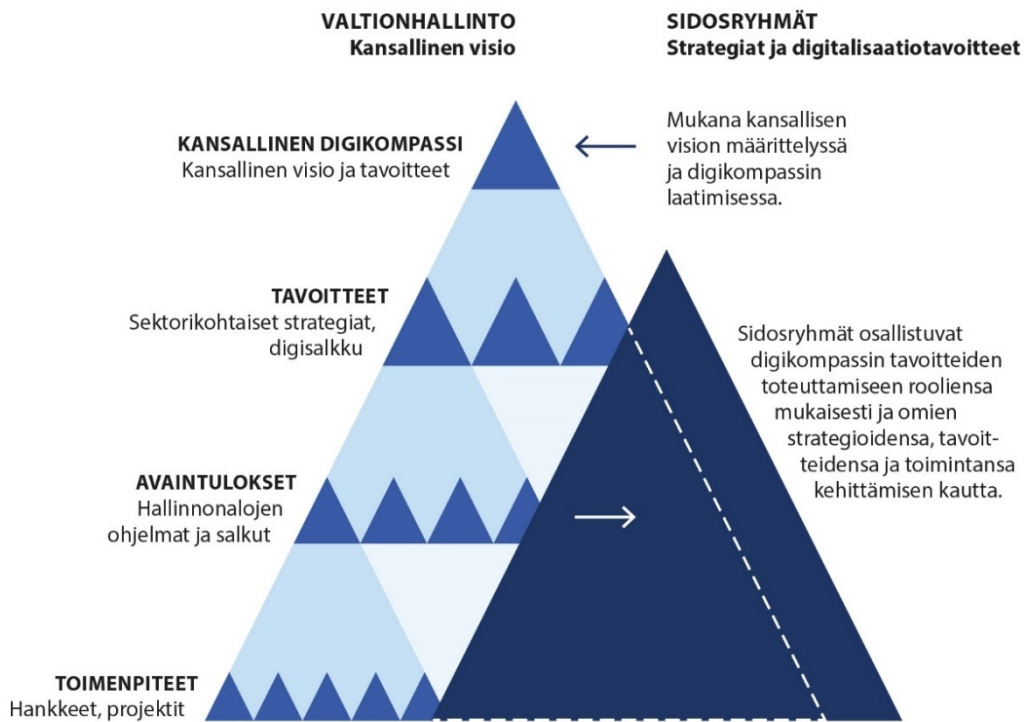 VALTIONHALLINTO
Kansallinen visio
SIDOSRYHMÄT
Strategiat ja digitalisaatiotavoitteet
KANSALLINEN DIGIKOMPASSI
Kansallinen visio ja tavoitteet
Mukana kansallisen
vision määrittelyssä
ja digikompassin
laatimisessa.
TAVOITTEET
Sektorikohtaiset strategiat,
digisalkku
Sidosryhmät osallistuvat
digikompassin tavoitteiden
toteuttamiseen rooliensa
mukaisesti ja omien
strategioidensa, tavoit-
teidensa ja toimintansa
kehittämisen kautta.
AVAINTULOKSET
Hallinnonalojen
ohjelmat ja salkut
TOIMENPITEET
Hankkeet, projektit